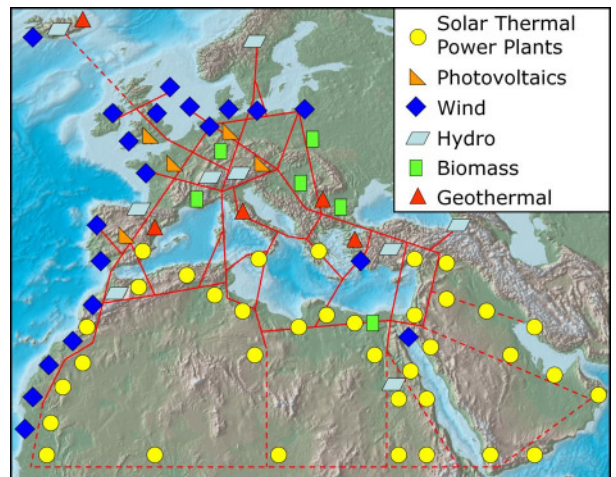 Solar Thermal
Power Plants
Photovoltaics
Wind
Hydro
Biomass
Geothermal